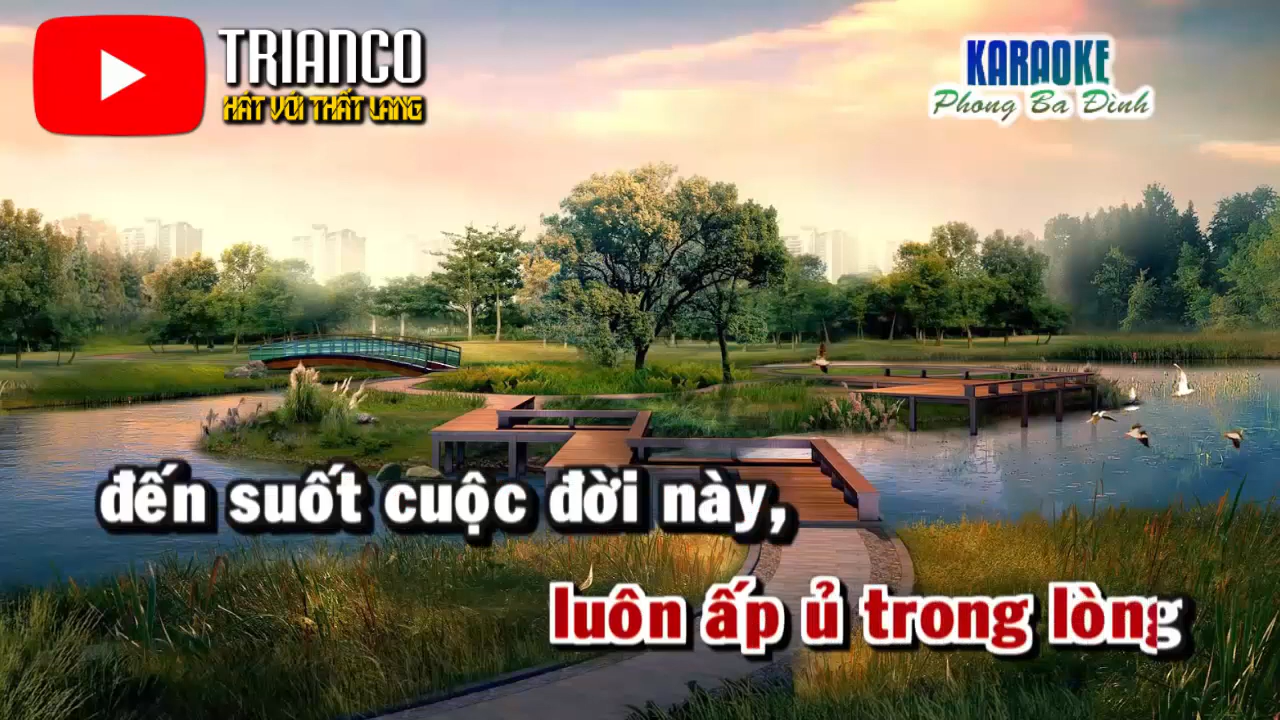 TRIANCO
HÁT VỚI THẤT LANG
KARAOKE
Phong Ba Đình
đến suốt cuộc đời này,
luôn ấp ủ trong lòng